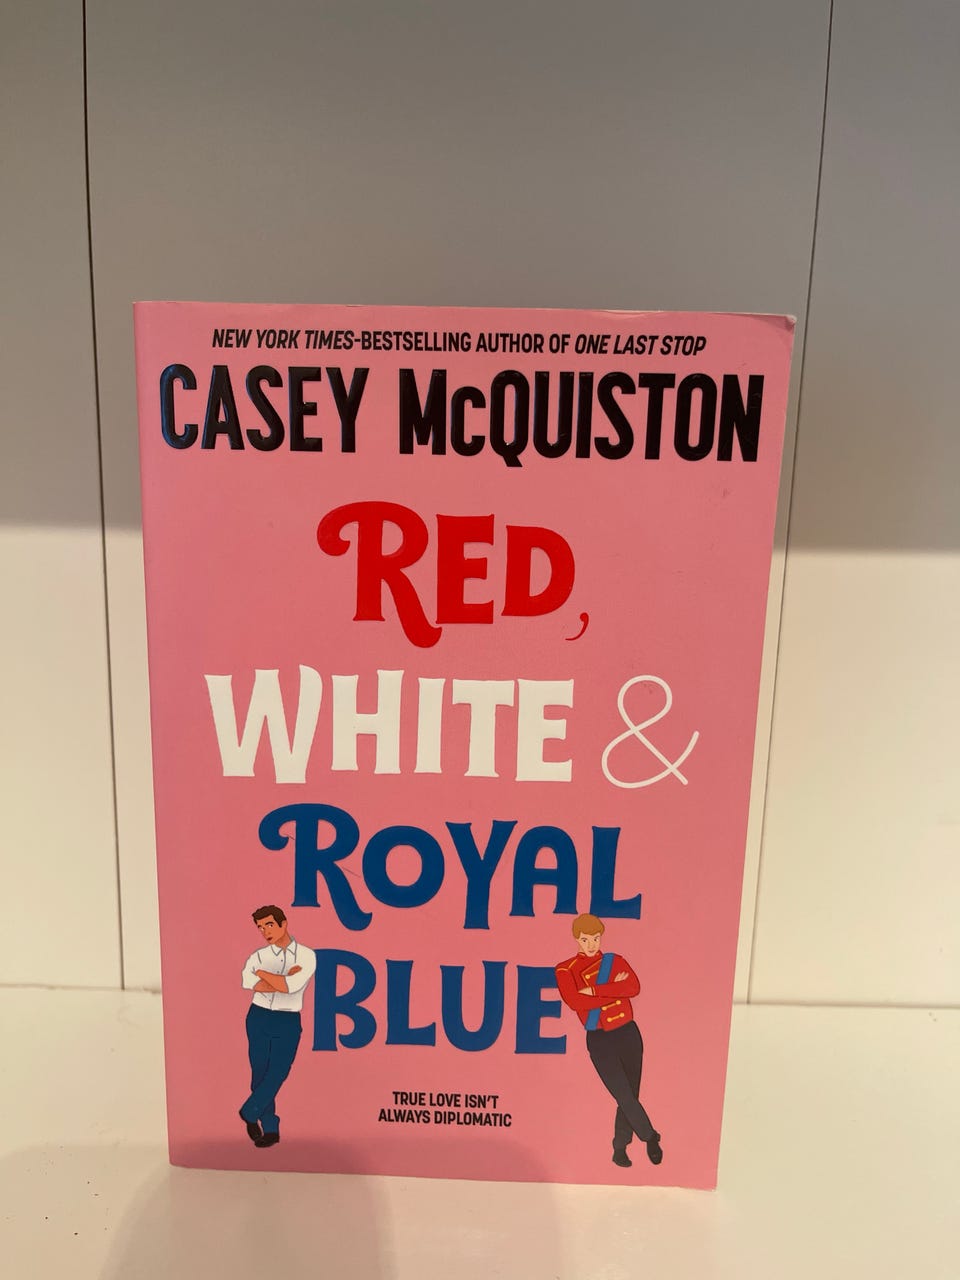 NEW YORK TIMES-BESTSELLING AUTHOR OF ONE LAST STOP
CASEY McQUISTON
RED,
WHITE &
ROYAL
BLUE
TRUE LOVE ISN'T
ALWAYS DIPLOMATIC